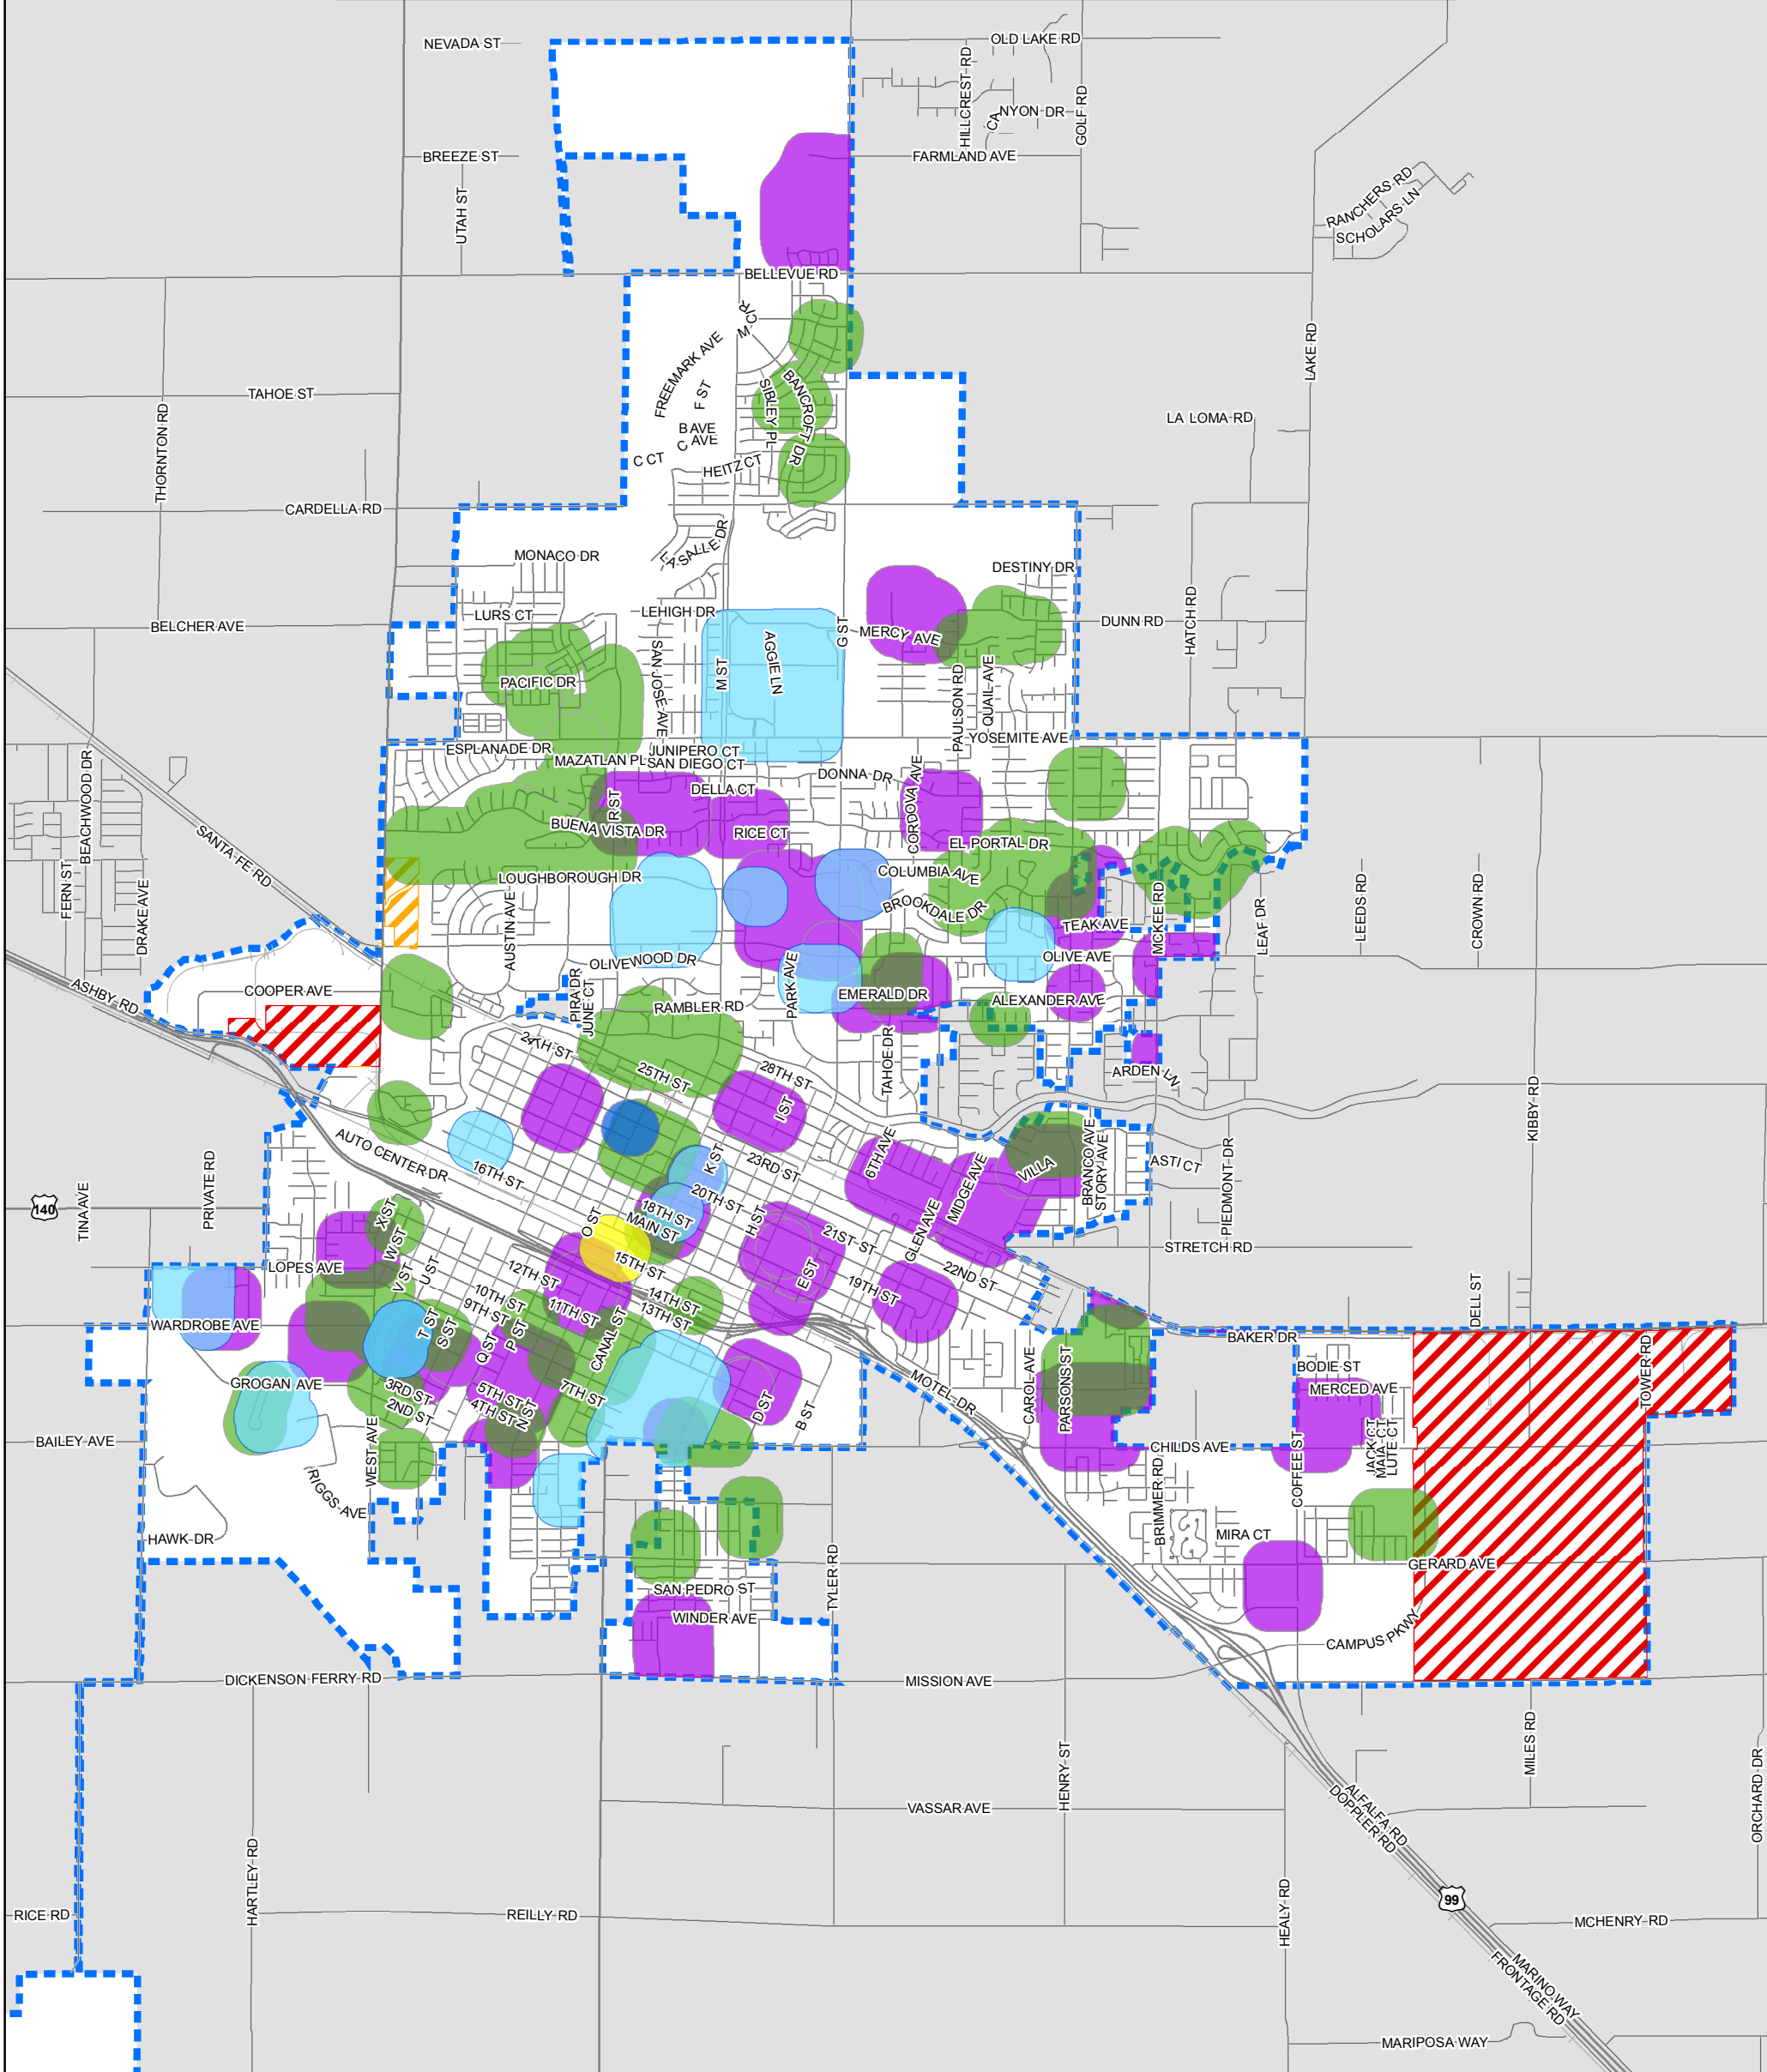 NEVADA ST
OLD LAKE RD
HILLCREST RD
CA
NYON DR
GOLF RD
BREEZE ST
FARMLAND AVE
UTAH ST
RANCHERS RD
SCHOLARS LN
BELLEVUE RD
M CIR
FREEMARK AVE
LAKE RD
TAHOE ST
F ST
SIBLEY PL
BANCROFT DR
THORNTON RD
LA LOMA RD
B AVE
C AVE
C CT
HEITZ CT
CARDELLA RD
LA SALLE DR
MONACO DR
DESTINY DR
LURS CT
LEHIGH DR
HATCH RD
BELCHER AVE
G ST
MERCY AVE
DUNN RD
AGGIE LN
M ST
SAN JOSE AVE
PACIFIC DR
PAULSON RD
QUAIL AVE
YOSEMITE AVE
ESPLANADE DR
JUNIPERO CT
MAZATLAN PL
SAN DIEGO CT
DONNA DR
BEACHWOOD DR
DELLA CT
CORDOVA AVE
R ST
SANTA FE RD
BUENA VISTA DR
RICE CT
EL PORTAL DR
LOUGHBOROUGH DR
COLUMBIA AVE
FERN ST
DRAKE AVE
AUSTIN AVE
BROOKDALE DR
MCKEE RD
LEAF DR
LEEDS RD
CROWN RD
TEAK AVE
OLIVEWOOD DR
OLIVE AVE
ASHBY RD
COOPER AVE
PIRA DR
JUNE CT
PARK AVE
EMERALD DR
RAMBLER RD
ALEXANDER AVE
24TH ST
25TH ST
28TH ST
TAHOE DR
ARDEN LN
I ST
KIBBY RD
AUTO CENTER DR
16TH ST
K ST
23RD ST
6TH AVE
VILLA
BRANCO AVE
STORY AVE
ASTI CT
PIEDMONT DR
PRIVATE RD
TINA AVE
140
20TH ST
18TH ST
MAIN ST
MIDGE AVE
X ST
W ST
O ST
H ST
21ST ST
GLEN AVE
STRETCH RD
LOPES AVE
V ST
U ST
12TH ST
15TH ST
E ST
22ND ST
19TH ST
DELL ST
10TH ST
9TH ST
11TH ST
14TH ST
13TH ST
WARDROBE AVE
T ST
S ST
Q ST
P ST
CANAL ST
BAKER DR
TOWER RD
BODIE ST
GROGAN AVE
3RD ST
2ND ST
5TH ST
4TH ST
N ST
7TH ST
D ST
B ST
MOTEL DR
CAROL AVE
PARSONS ST
MERCED AVE
BAILEY AVE
WEST AVE
CHILDS AVE
JACK CT
MAIA CT
LUTE CT
COFFEE ST
RIGGS AVE
BRIMMER RD
HAWK DR
MIRA CT
GERARD AVE
SAN PEDRO ST
TYLER RD
WINDER AVE
CAMPUS PKWY
DICKENSON FERRY RD
MISSION AVE
MILES RD
HENRY ST
ORCHARD DR
VASSAR AVE
ALFALFA RD
DOPPLER RD
HARTLEY RD
HEALY RD
99
RICE RD
REILLY RD
MCHENRY RD
MARINO WAY
FRONTAGE RD
MARIPOSA WAY